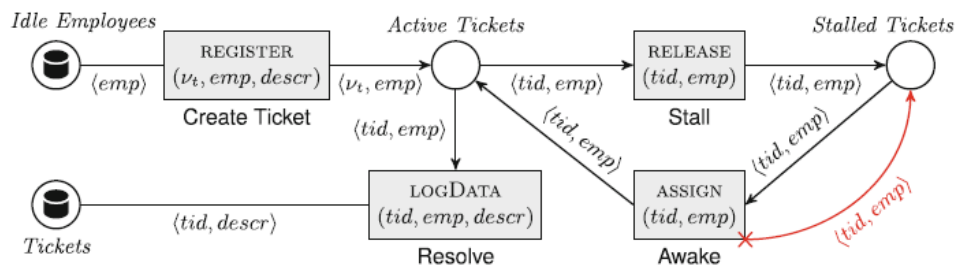 Idle Employees
Active Tickets
Stalled Tickets
REGISTER
(νt, emp, descr)
RELEASE
(tid, emp)
⟨emp⟩
⟨νt, emp⟩
⟨tid, emp⟩
⟨tid, emp⟩
Create Ticket
Stall
⟨tid, emp⟩
⟨tid, emp⟩
⟨tid, emp⟩
LOGDATA
(tid, emp, descr)
ASSIGN
(tid, emp)
⟨tid, emp⟩
⟨tid, descr⟩
Tickets
Resolve
Awake